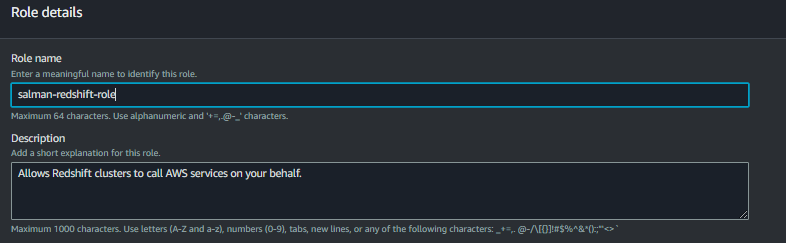 Role details
Role name
Enter a meaningful name to identify this role.
salman-redshift-role
Maximum 64 characters. Use alphanumeric and '+=,.@-_' characters.
Description
Add a short explanation for this role.
Allows Redshift clusters to call AWS services on your behalf.
Maximum 1000 characters. Use letters (A-Z and a-z), numbers (0-9), tabs, new lines, or any of the following characters: _+=,. @-/\[{}]!#$%^&*();:"'<>`